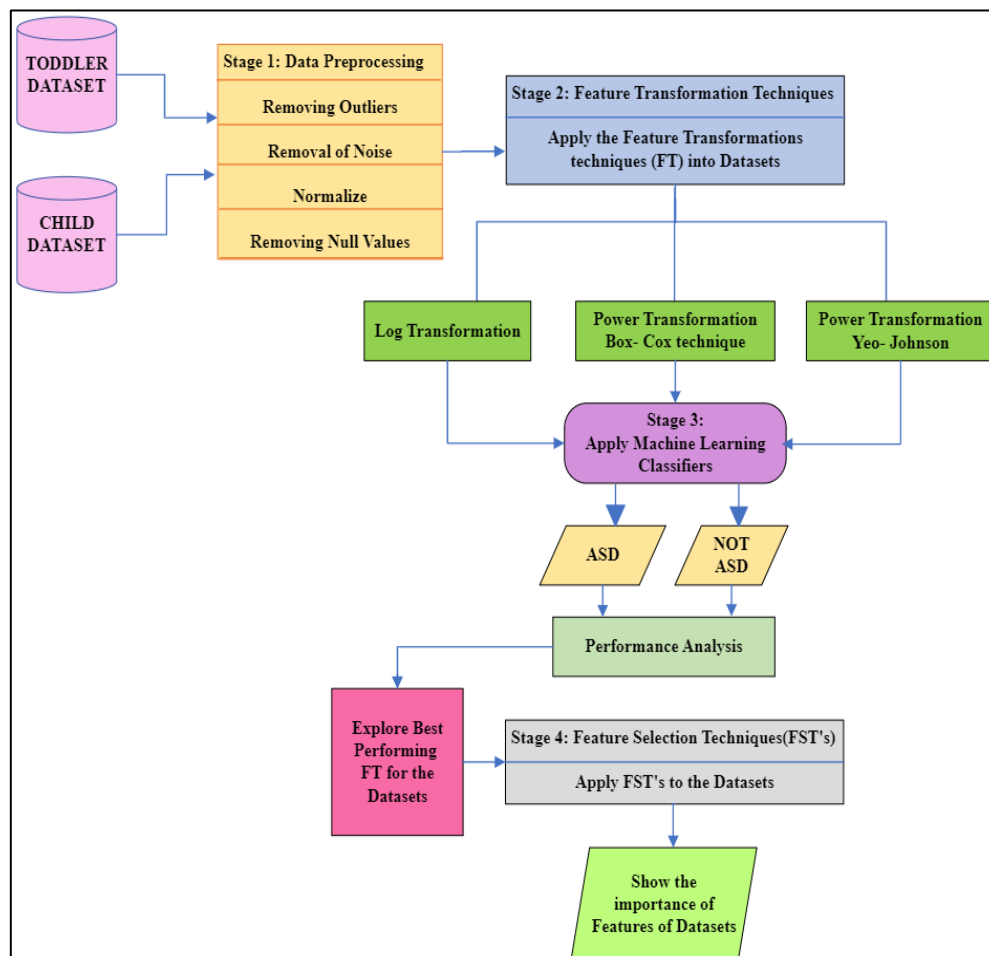 TODDLER
DATASET
CHILD
DATASET
Stage 1: Data Preprocessing
Removing Outliers
Removal of Noise
Normalize
Removing Null Values
Stage 2: Feature Transformation Techniques
Apply the Feature Transformations
techniques (FT) into Datasets
Log Transformation
Power Transformation
Box- Cox technique
Power Transformation
Yeo- Johnson
Stage 3:
Apply Machine Learning
Classifiers
ASD
NOT
ASD
Performance Analysis
Explore Best
Performing
FT for the
Datasets
Stage 4: Feature Selection Techniques(FST's)
Apply FST's to the Datasets
Show the
importance of
Features of Datasets